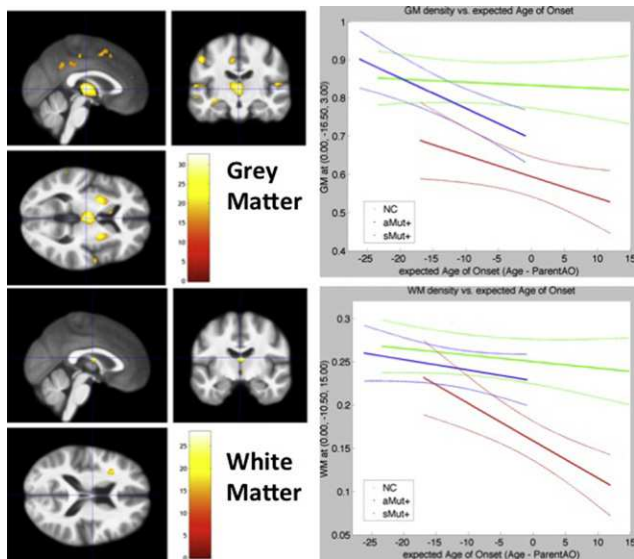 Grey
Matter
30
25
20
15
10
5
0
White
Matter
25
20
15
10
5
0
GM density vs. expected Age of Onset
GM at (0.00, -16.50, 3.00)
1
0.9
0.8
0.7
0.6
0.5
0.4
NC
aMut+
sMut+
-25 -20 -15 -10 -5 0 5 10 15
expected Age of Onset (Age - ParentAO)
WM density vs. expected Age of Onset
WM at (0.00, -10.50, 15.00)
0.3
0.25
0.2
0.15
0.1
0.05
NC
aMut+
sMut+
-25 -20 -15 -10 -5 0 5 10 15
expected Age of Onset (Age - ParentAO)